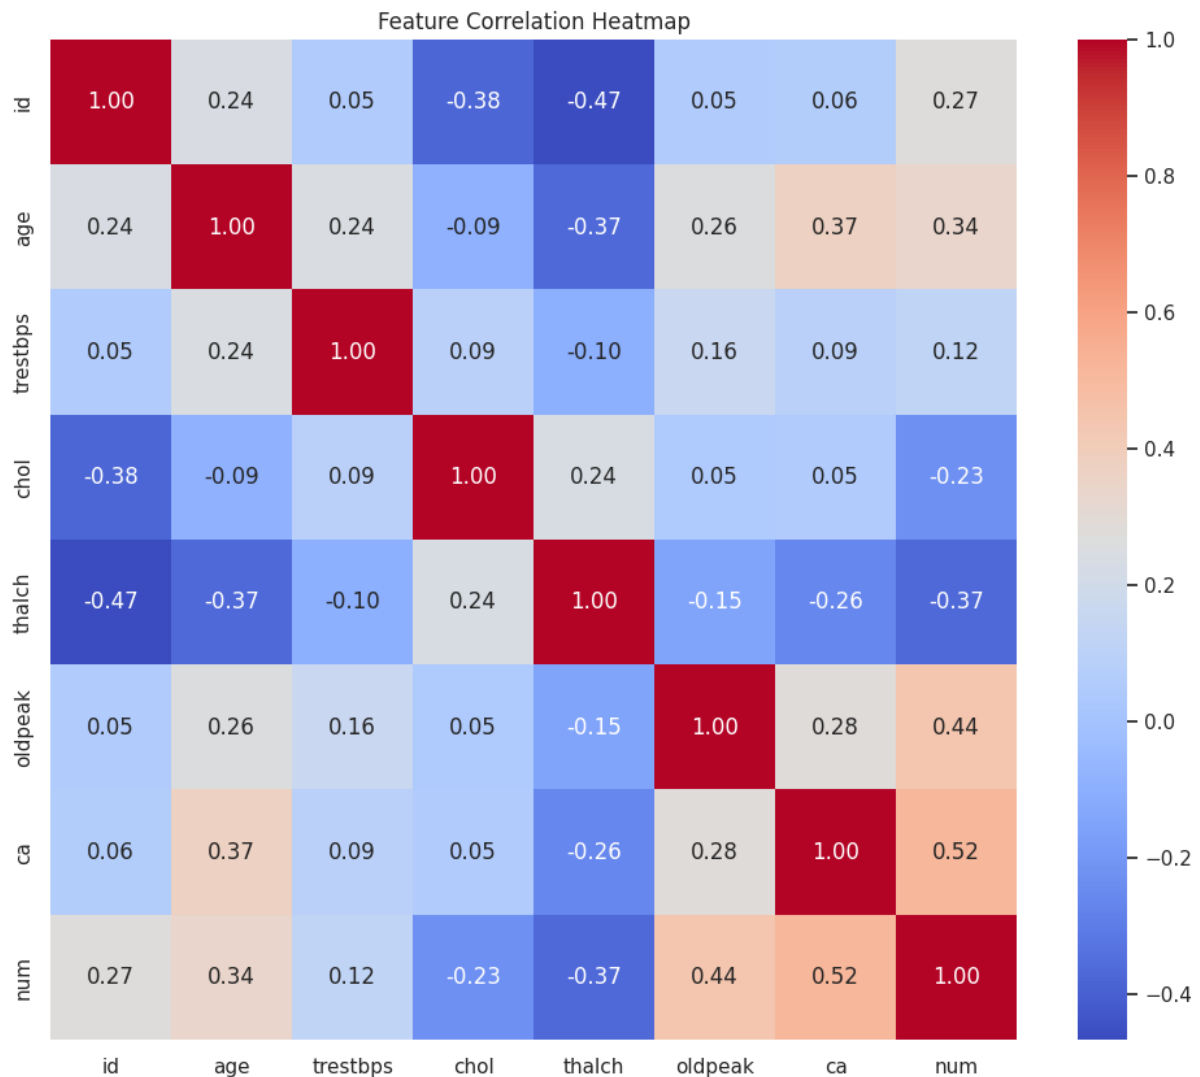 Feature Correlation Heatmap
id 1.00 0.24 0.05 -0.38 -0.47 0.05 0.06 0.27
age 0.24 1.00 0.24 -0.09 -0.37 0.26 0.37 0.34
trestbps 0.05 0.24 1.00 0.09 -0.10 0.16 0.09 0.12
chol -0.38 -0.09 0.09 1.00 0.24 0.05 0.05 -0.23
thalch -0.47 -0.37 -0.10 0.24 1.00 -0.15 -0.26 -0.37
oldpeak 0.05 0.26 0.16 0.05 -0.15 1.00 0.28 0.44
ca 0.06 0.37 0.09 0.05 -0.26 0.28 1.00 0.52
num 0.27 0.34 0.12 -0.23 -0.37 0.44 0.52 1.00
id age trestbps chol thalch oldpeak ca num
1.0
0.8
0.6
0.4
0.2
0.0
−0.2
−0.4